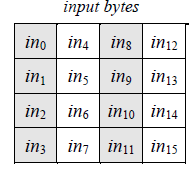 input bytes
in0 in4 in8 in12
in1 in5 in9 in13
in2 in6 in10 in14
in3 in7 in11 in15